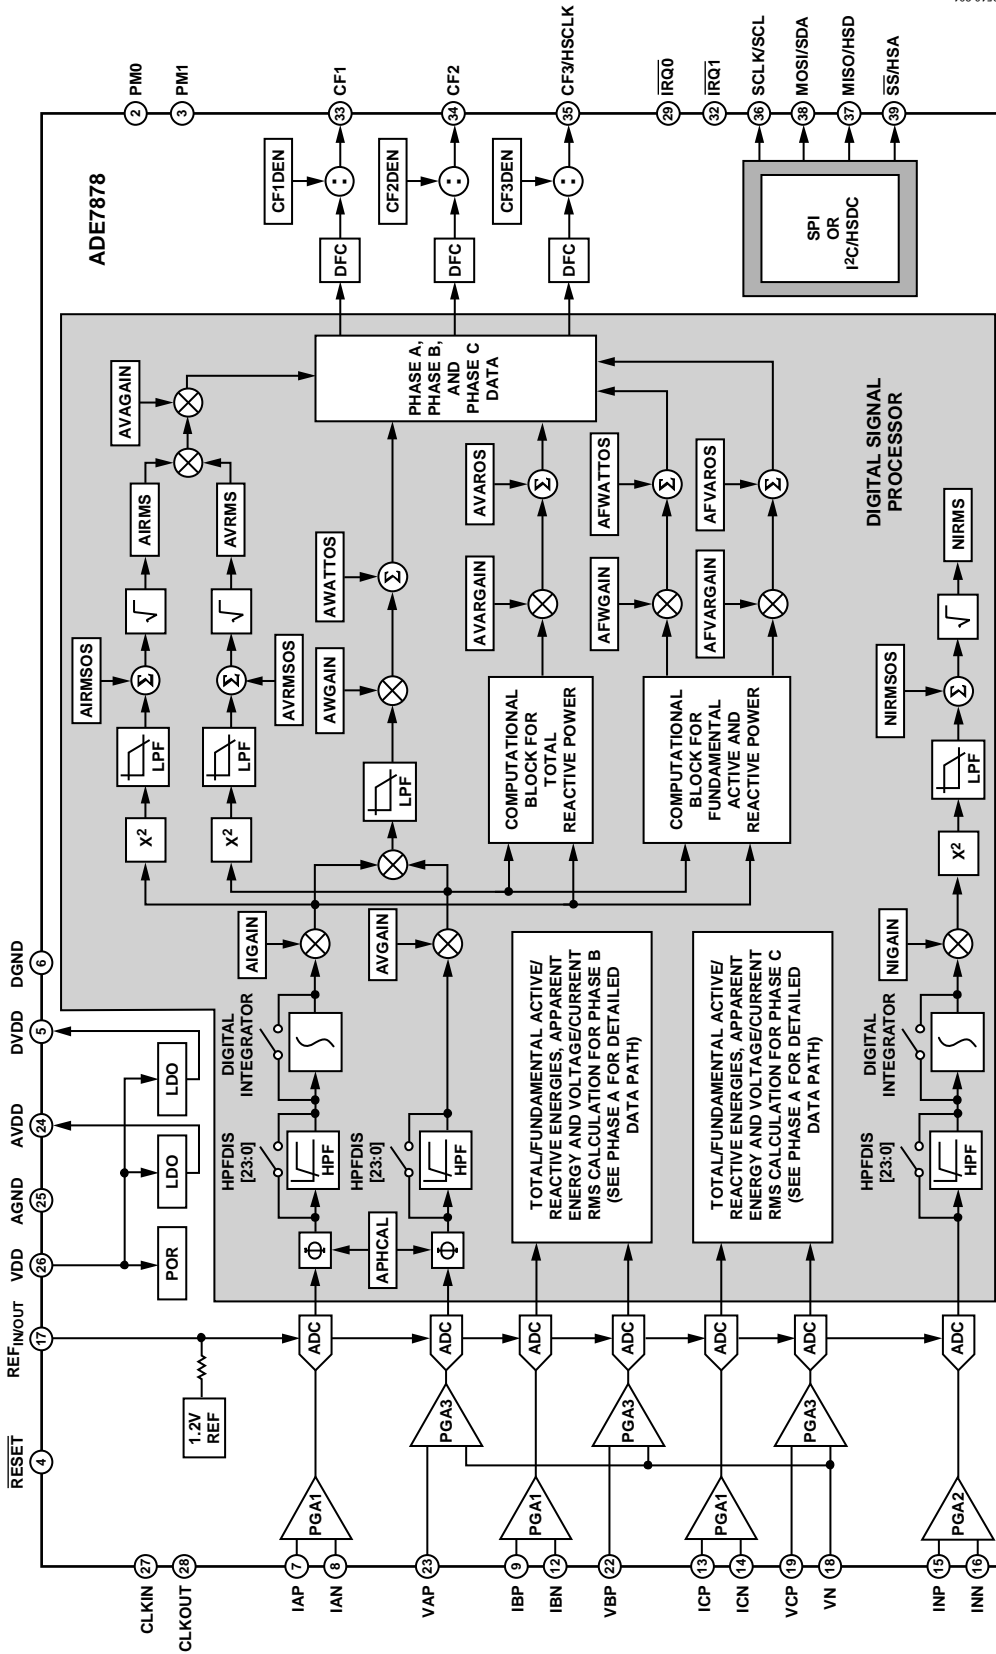 RESET
4
REFIN/OUT
17
VDD
26
AGND
25
AVDD
24
DVDD
5
DGND
6
ADE7878
PM0
2
PM1
3
CLKIN
27
CLKOUT
28
1.2V
REF
POR
LDO
LDO
IAP
7
IAN
8
PGA1
ADC
VAP
23
PGA3
ADC
IBP
9
IBN
12
PGA1
ADC
VBP
22
PGA3
ADC
ICP
13
ICN
14
PGA1
ADC
VCP
19
VN
18
PGA3
ADC
INP
15
INN
16
PGA2
ADC
Φ
APHCAL
Φ
HPFDIS
[23:0]
HPF
DIGITAL
INTEGRATOR
AIGAIN
HPFDIS
[23:0]
HPF
AVGAIN
X2
LPF
AIRMSOS
Σ
√
AIRMS
X2
LPF
AVRMSOS
Σ
√
AVRMS
AVAGAIN
LPF
AWGAIN
AWATTOS
Σ
COMPUTATIONAL
BLOCK FOR
TOTAL
REACTIVE POWER
AVARGAIN
AVAROS
Σ
COMPUTATIONAL
BLOCK FOR
FUNDAMENTAL
ACTIVE AND
REACTIVE POWER
AFWGAIN
AFWATTOS
Σ
AFVARGAIN
AFVAROS
Σ
PHASE A,
PHASE B,
AND
PHASE C
DATA
TOTAL/FUNDAMENTAL ACTIVE/
REACTIVE ENERGIES, APPARENT
ENERGY AND VOLTAGE/CURRENT
RMS CALCULATION FOR PHASE B
(SEE PHASE A FOR DETAILED
DATA PATH)
TOTAL/FUNDAMENTAL ACTIVE/
REACTIVE ENERGIES, APPARENT
ENERGY AND VOLTAGE/CURRENT
RMS CALCULATION FOR PHASE C
(SEE PHASE A FOR DETAILED
DATA PATH)
HPFDIS
[23:0]
HPF
DIGITAL
INTEGRATOR
NIGAIN
X2
LPF
NIRMSOS
Σ
√
NIRMS
DIGITAL SIGNAL
PROCESSOR
DFC
CF1DEN
:
33
CF1
DFC
CF2DEN
:
34
CF2
DFC
CF3DEN
:
35
CF3/HSCLK
29
IRQ0
32
IRQ1
SPI
OR
I2C/HSDC
36
SCLK/SCL
38
MOSI/SDA
37
MISO/HSD
39
SS/HSA